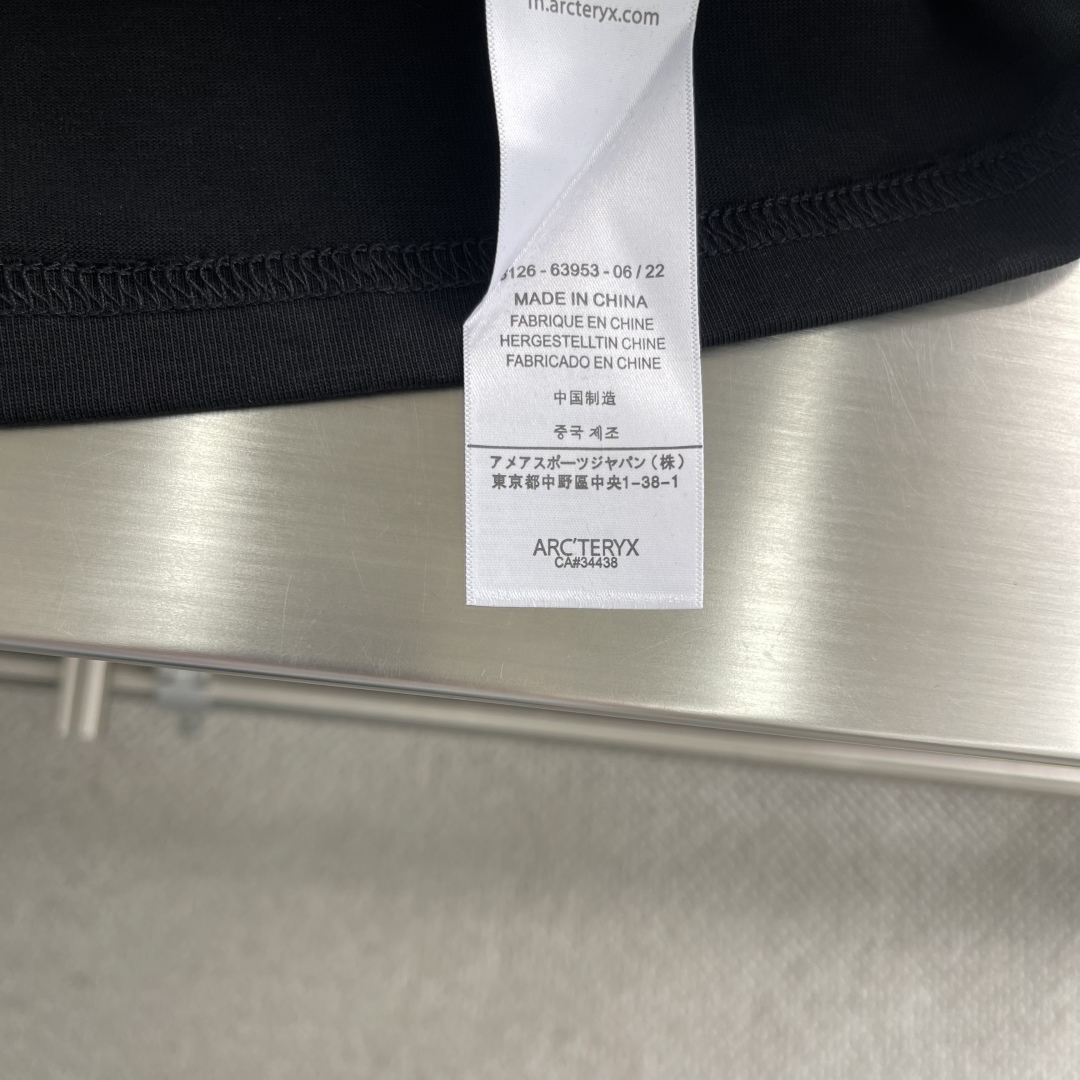 m.arcteryx.com
126 - 63953 - 06 / 22
MADE IN CHINA
FABRIQUE EN CHINE
HERGESTELLTIN CHINE
FABRICADO EN CHINE
中国制造
중국 제조
アメアスポーツジヤパン（株）
東京都中野區中央1-38-1
ARC'TERYX
CA#34438